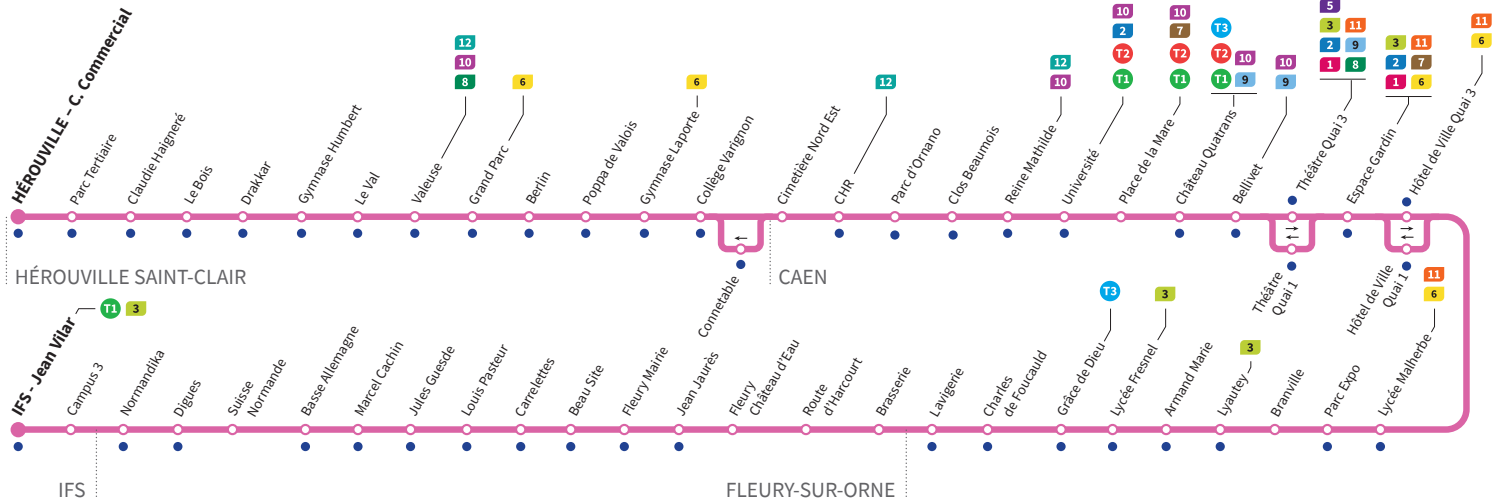 HÉROUVILLE – C. Commercial
Parc Tertiaire
Claudie Haigneré
Le Bois
Drakkar
Gymnase Humbert
Le Val
12
10
8
Valeuse
6
Grand Parc
Berlin
Poppa de Valois
6
Gymnase Laporte
Collège Varignon
Connetable
Cimetière Nord Est
12
CHR
Parc d'Ornano
Clos Beaumois
12
10
Reine Mathilde
10
2
T2
T1
Université
10
7
T2
T1
Place de la Mare
T3
T2
T1
10
9
Château Quatrans
10
9
Bellivet
5
3
11
2
9
1
8
Théâtre Quai 3
Théâtre
Quai 1
3
11
2
7
1
6
Espace Gardin
11
6
Hôtel de Ville Quai 3
Hôtel de Ville
Quai 1
HÉROUVILLE SAINT-CLAIR
CAEN
T1
3
IFS - Jean Vilar
Campus 3
Normandika
Digues
Suisse
Normande
Basse Allemagne
Marcel Cachin
Jules Guesde
Louis Pasteur
Carrelettes
Beau Site
Fleury Mairie
Jean Jaurès
Fleury
Château d'Eau
Route
d'Harcourt
Brasserie
Lavigerie
Charles
de Foucauld
T3
Grâce de Dieu
3
Lycée Fresnel
Armand Marie
3
Lyautey
Branville
Parc Expo
11
6
Lycée Malherbe
IFS
FLEURY-SUR-ORNE